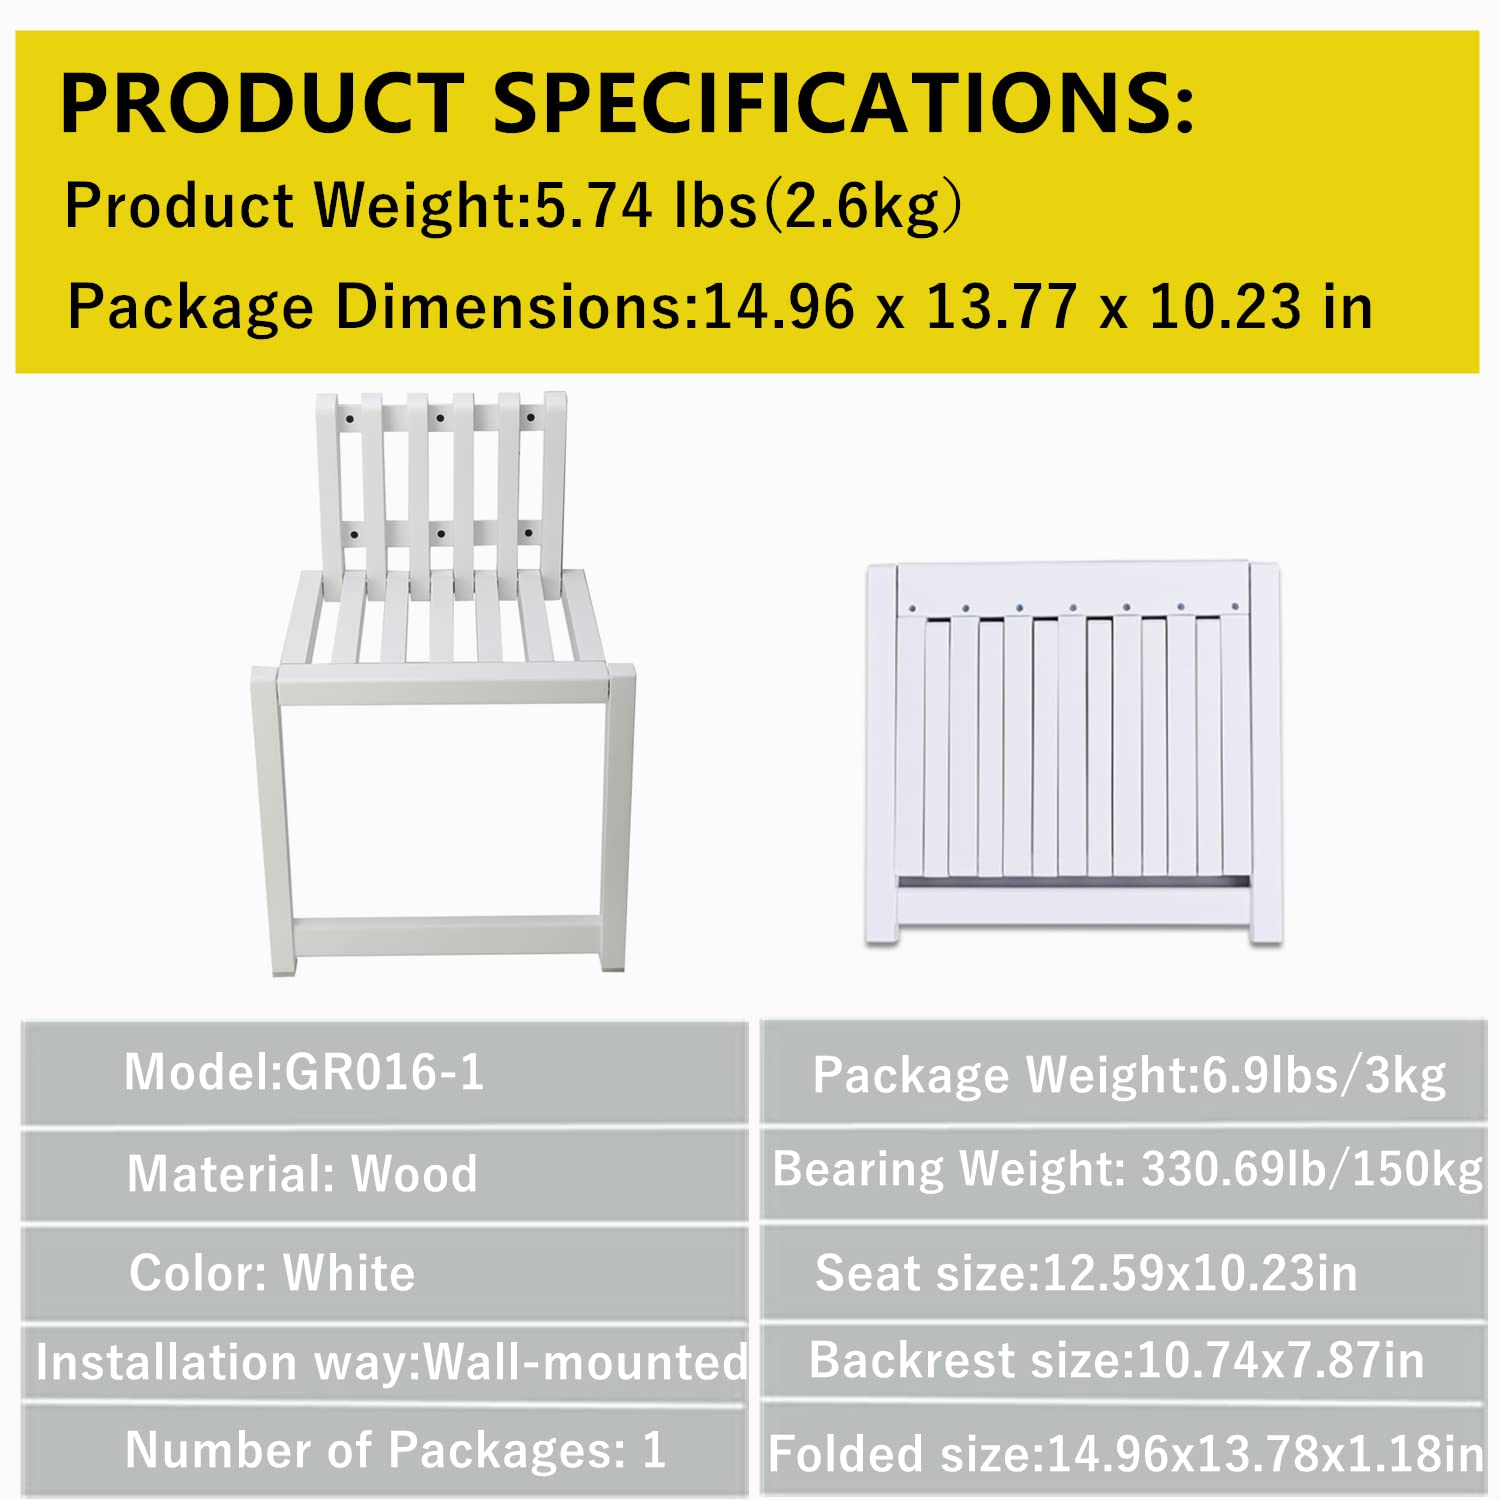 PRODUCT SPECIFICATIONS:
Product Weight:5.74 lbs(2.6kg）
Package Dimensions:14.96 x 13.77 x 10.23 in
Model:GR016-1
Material: Wood
Color: White
Installation way:Wall-mounted
Number of Packages: 1
Package Weight:6.9lbs/3kg
Bearing Weight: 330.69lb/150kg
Seat size:12.59x10.23in
Backrest size:10.74x7.87in
Folded size:14.96x13.78x1.18in